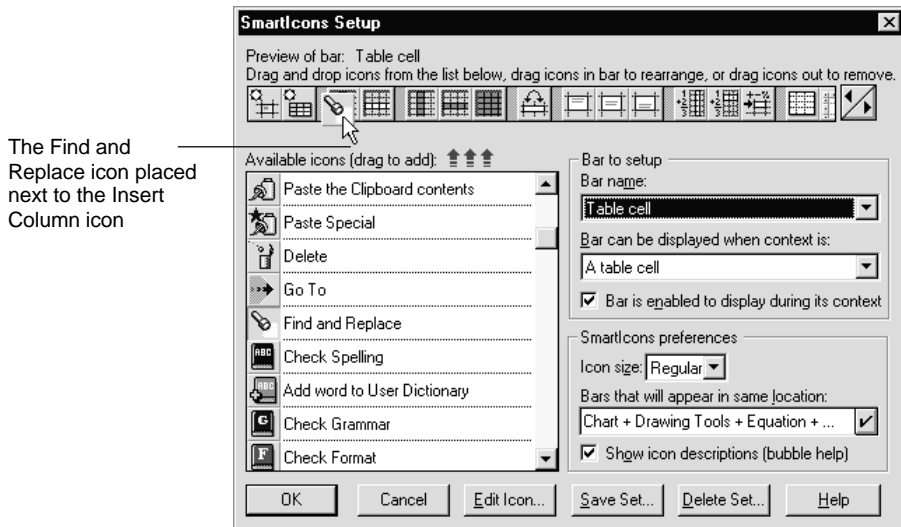 SmartIcons Setup
Preview of bar: Table cell
Drag and drop icons from the list below, drag icons in bar to rearrange, or drag icons out to remove.
The Find and
Replace icon placed
next to the Insert
Column icon
Available icons (drag to add):
Paste the Clipboard contents
Paste Special
Delete
Go To
Find and Replace
ABC
Check Spelling
ABC
Add word to User Dictionary
G
Check Grammar
F
Check Format
Bar to setup
Bar name:
Table cell
Bar can be displayed when context is:
A table cell
Bar is enabled to display during its context
SmartIcons preferences
Icon size: Regular
Bars that will appear in same location:
Chart + Drawing Tools + Equation + ...
Show icon descriptions (bubble help)
OK
Cancel
Edit Icon...
Save Set...
Delete Set...
Help